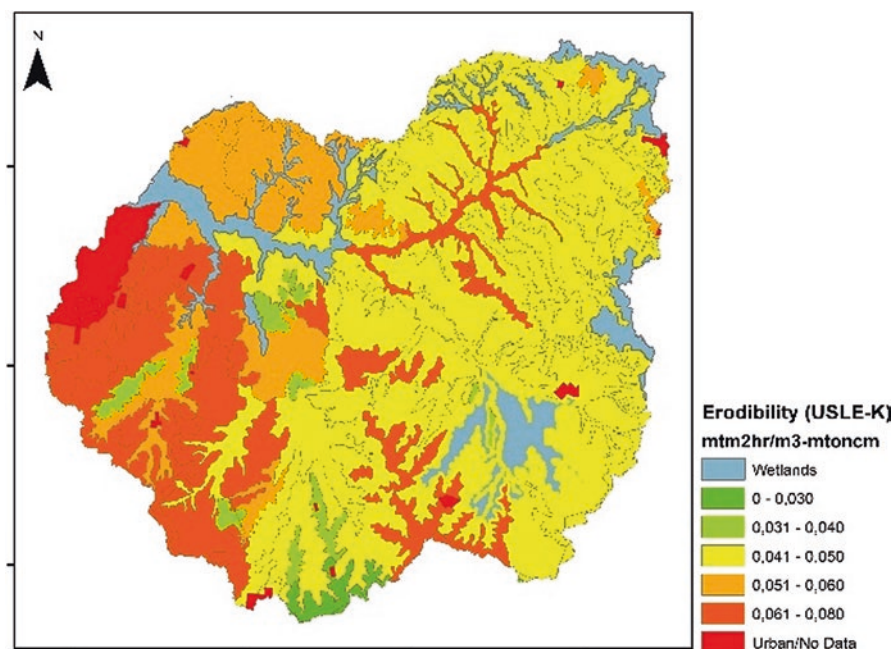 N
Erodibility (USLE-K)
mtm2hr/m3-mtoncm
Wetlands
0 - 0,030
0,031 - 0,040
0,041 - 0.050
0,051 - 0,060
0,061 - 0,080
Urban/No Data